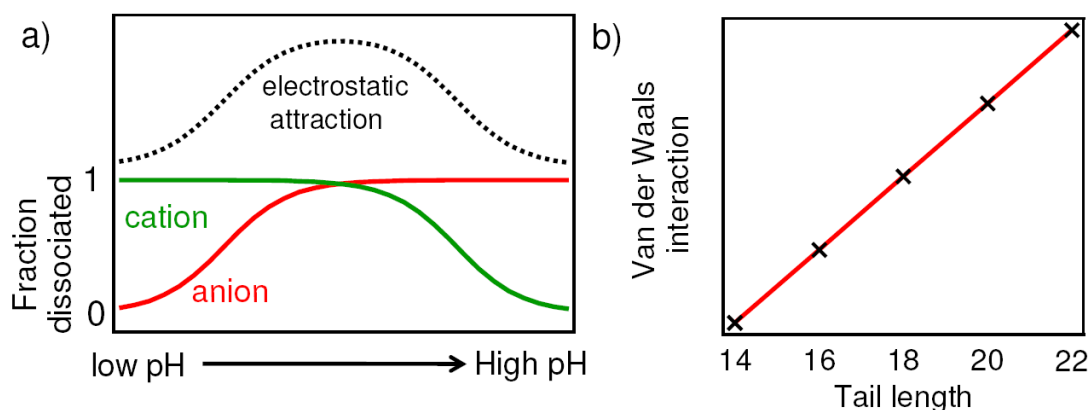 a)
electrostatic
attraction
1
cation
anion
0
Fraction
dissociated
low pH
High pH
b)
Van der Waals
interaction
14
16
18
20
22
Tail length